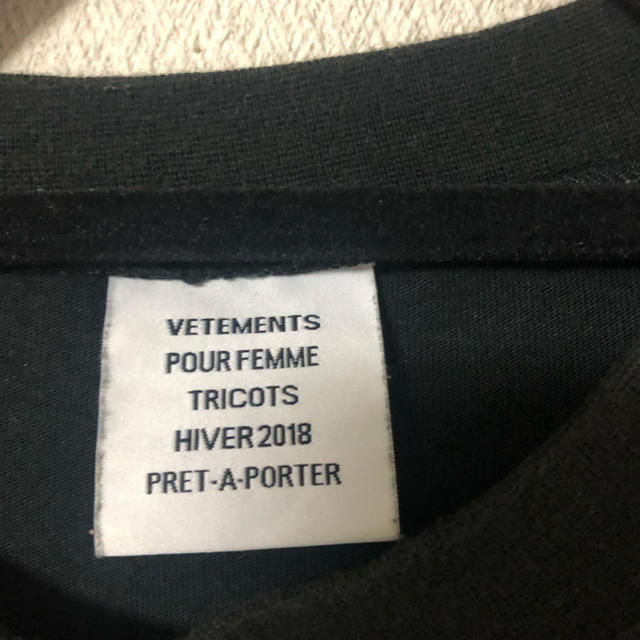 VETEMENTS
POUR FEMME
TRICOTS
HIVER 2018
PRET-A-PORTER